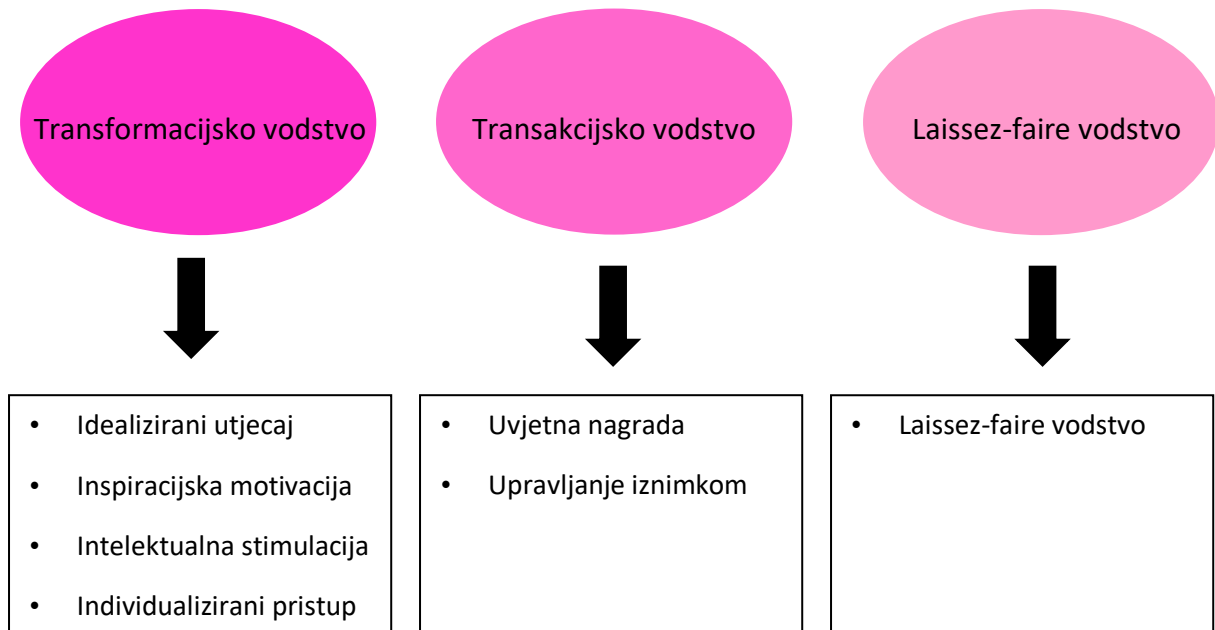 Transformacijsko vodstvo
Transakcijsko vodstvo
Laissez-faire vodstvo
• Idealizirani utjecaj
• Inspiracijska motivacija
• Intelektualna stimulacija
• Individualizirani pristup
• Uvjetna nagrada
• Upravljanje iznimkom
• Laissez-faire vodstvo